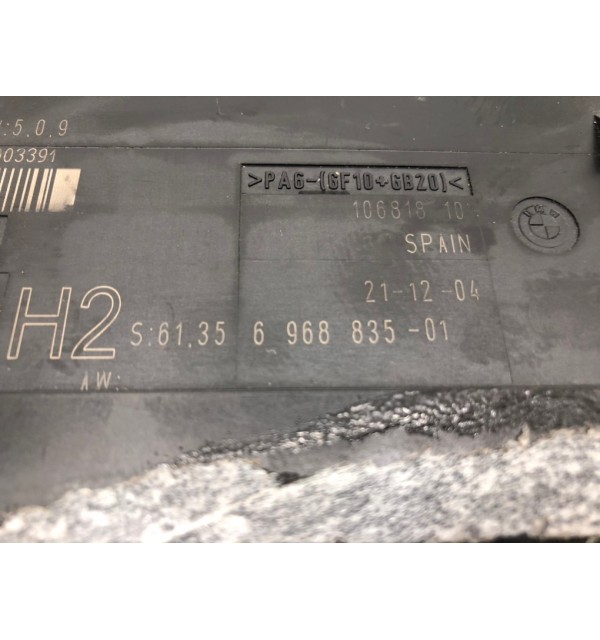 :5.0.9
003391
>PA6-(GF10+GB20)<
106818 10
SPAIN
21-12-04
H2 S:61.35 6 968 835-01
AW: